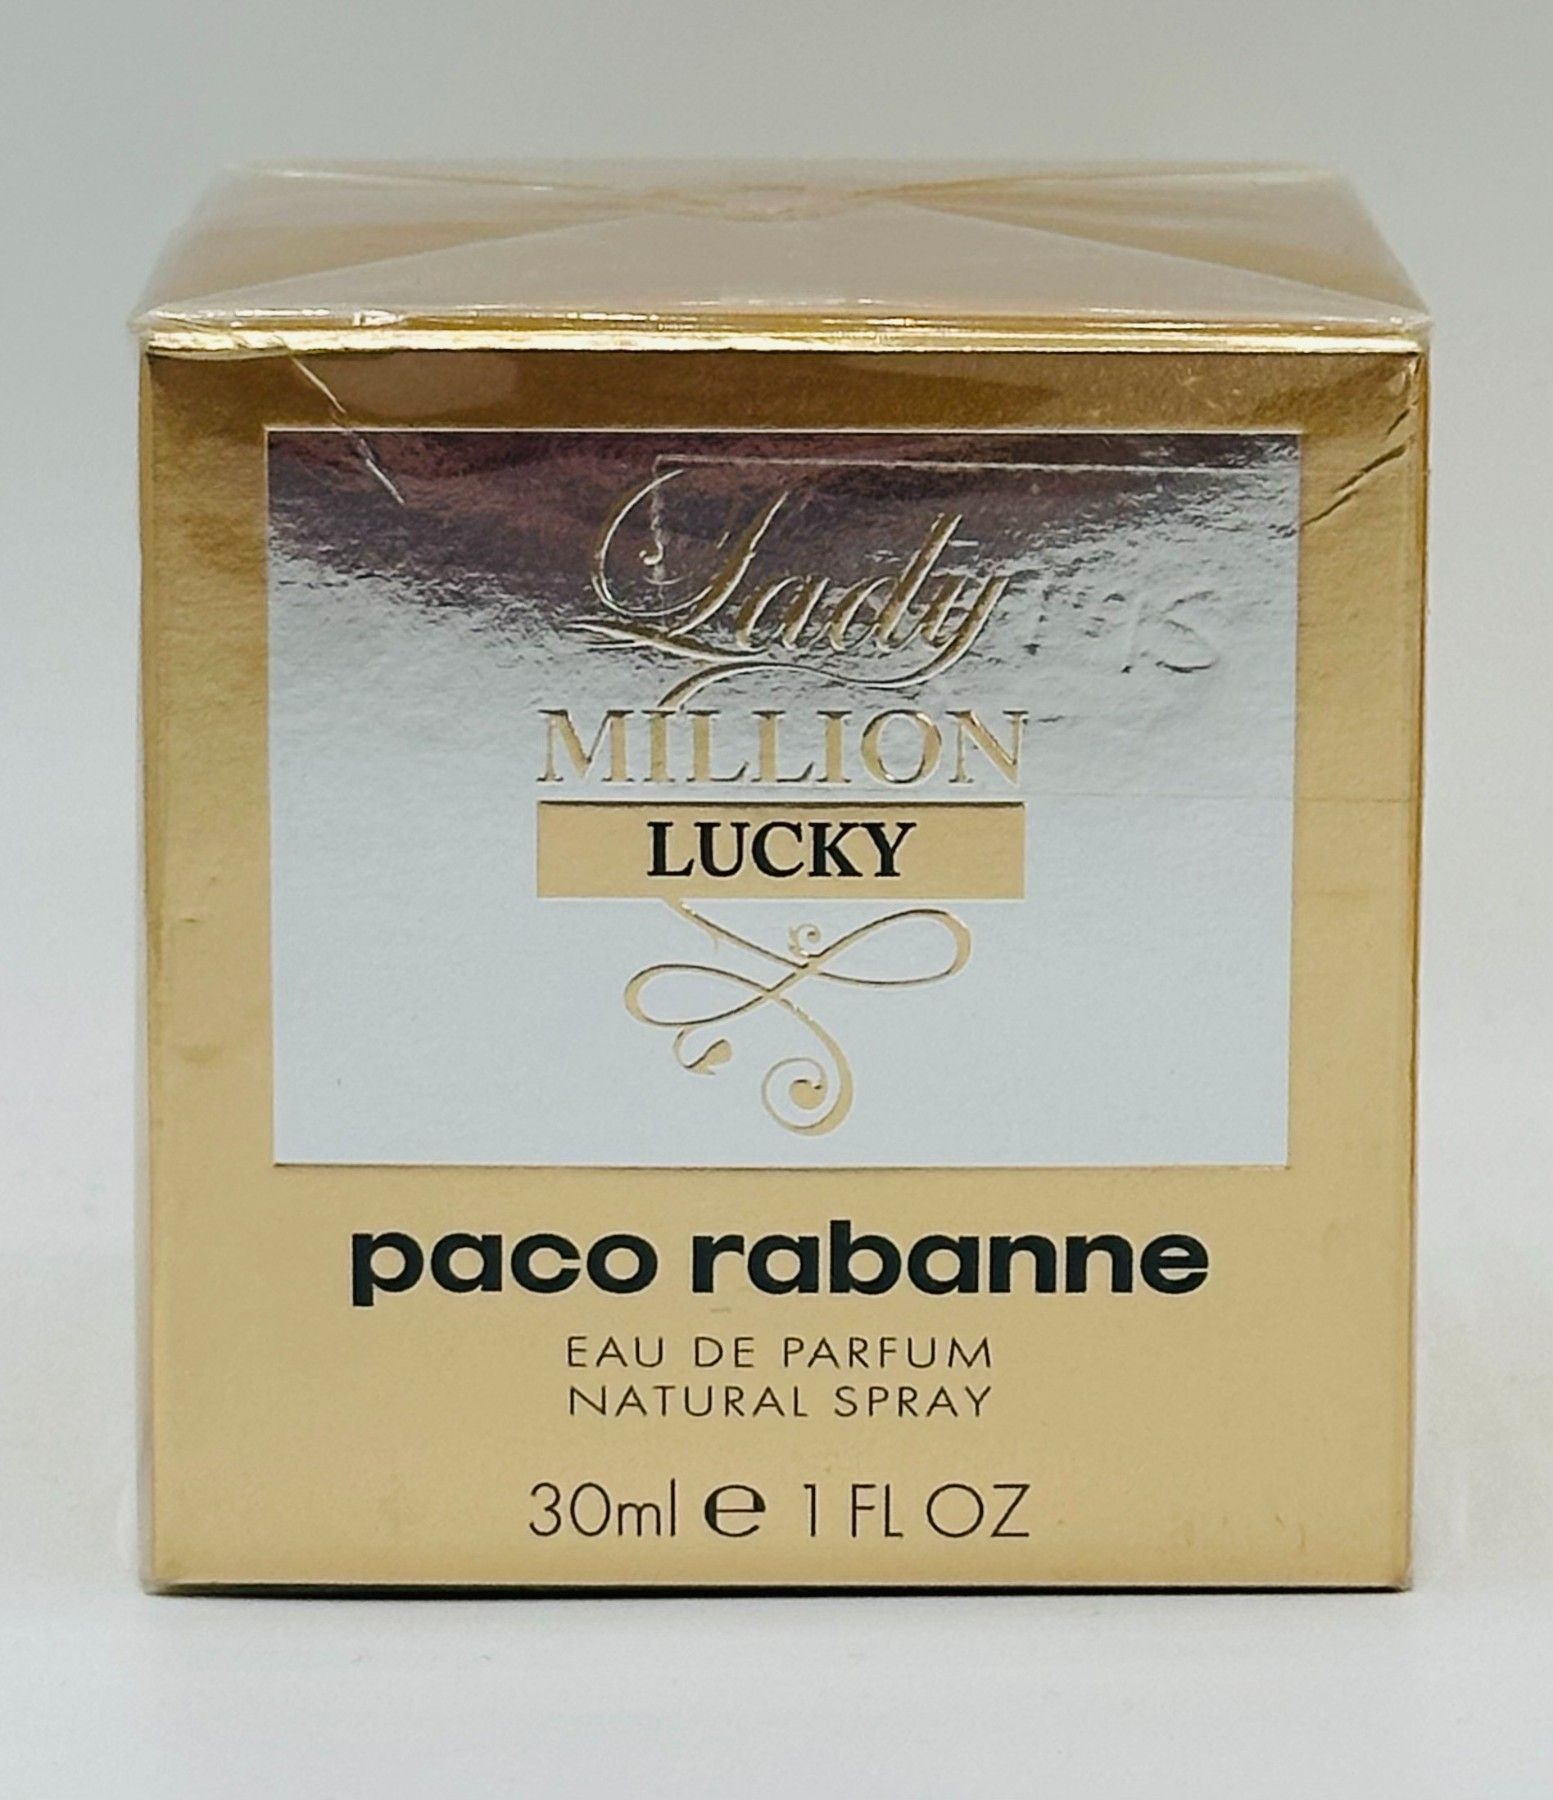 Lady
MILLION
LUCKY
paco rabanne
EAU DE PARFUM
NATURAL SPRAY
30ml ℮ 1 FL OZ